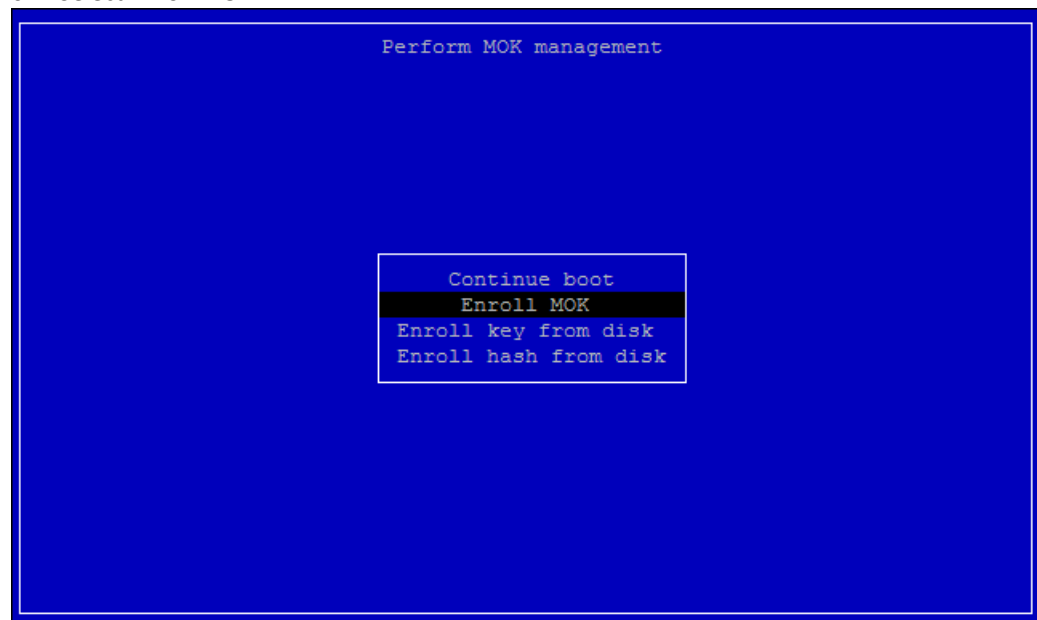 Perform MOK management
Continue boot
Enroll MOK
Enroll key from disk
Enroll hash from disk